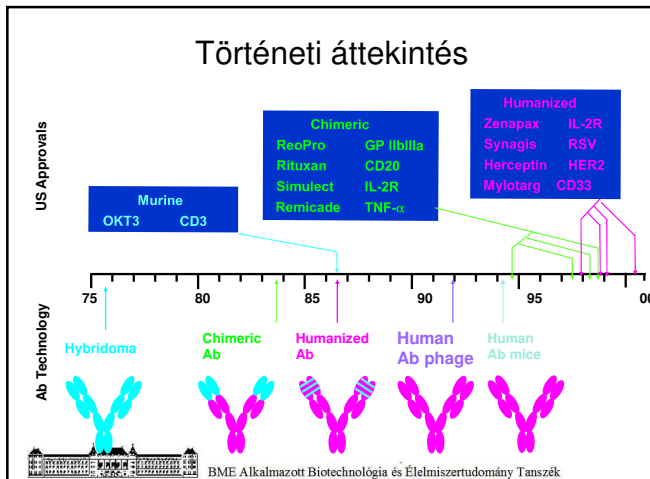 Történeti áttekintés
US Approvals
Humanized
Zenapax IL-2R
Synagis RSV
Herceptin HER2
Mylotarg CD33
Chimeric
ReoPro GP IIbIIIa
Rituxan CD20
Simulect IL-2R
Remicade TNF-α
Murine
OKT3 CD3
75 80 85 90 95 00
Ab Technology
Hybridoma
Chimeric
Ab
Humanized
Ab
Human
Ab phage
Human
Ab mice
BME Alkalmazott Biotechnológia és Élelmiszertudomány Tanszék